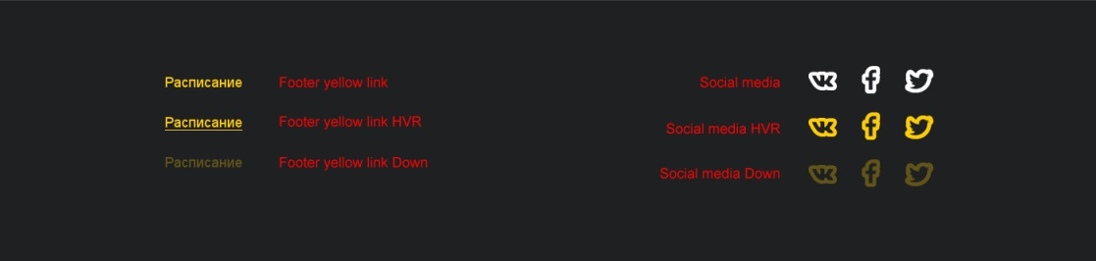 Расписание Footer yellow link
Расписание Footer yellow link HVR
Расписание Footer yellow link Down
Social media
Social media HVR
Social media Down